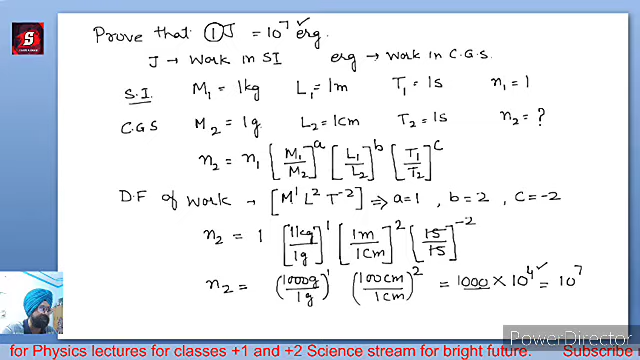 Prove that ①J = 10⁷ erg.
J → Work in SI erg → Work in C.G.S.
S.I. M₁ = 1kg L₁ = 1m T₁ = 1s n₁ = 1
C.G.S M₂ = 1g L₂ = 1cm T₂ = 1s n₂ = ?
n₂ = n₁ [M₁/M₂]ᵃ [L₁/L₂]ᵇ [T₁/T₂]ᶜ
D.F of work → [M¹ L² T⁻²] ⇒ a=1, b=2, c=-2
n₂ = 1 [1kg/1g]¹ [1m/1cm]² [1s/1s]⁻²
n₂ = (1000g/1g)¹ (100cm/1cm)² = 1000 × 10⁴ = 10⁷
PowerDirector
for Physics lectures for classes +1 and +2 Science stream for bright future. Subscribe